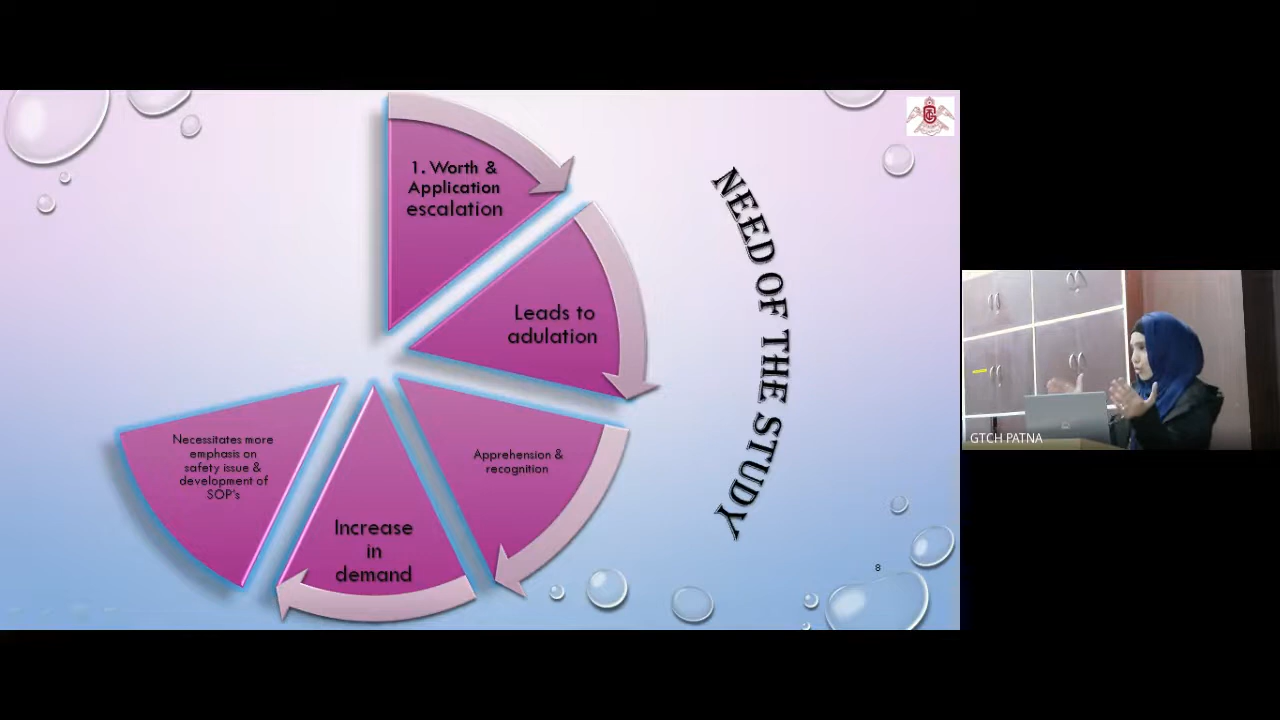 1. Worth &
Application
escalation
Leads to
adulation
Apprehension &
recognition
Increase
in
demand
Necessitates more
emphasis on
safety issue &
development of
SOP's
NEED OF THE STUDY
8
GTCH PATNA